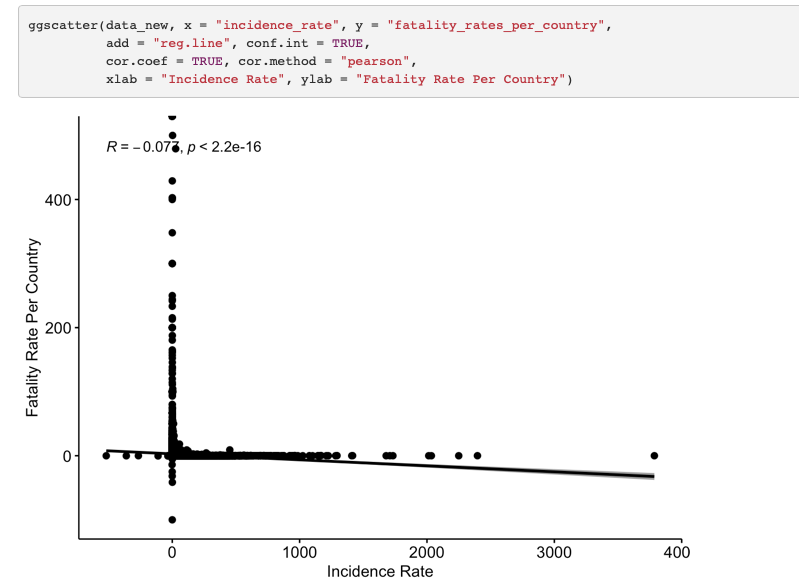 ggscatter(data_new, x = "incidence_rate", y = "fatality_rates_per_country",
add = "reg.line", conf.int = TRUE,
cor.coef = TRUE, cor.method = "pearson",
xlab = "Incidence Rate", ylab = "Fatality Rate Per Country")
R = −0.077, p < 2.2e-16
400
200
0
Fatality Rate Per Country
0 1000 2000 3000 400
Incidence Rate